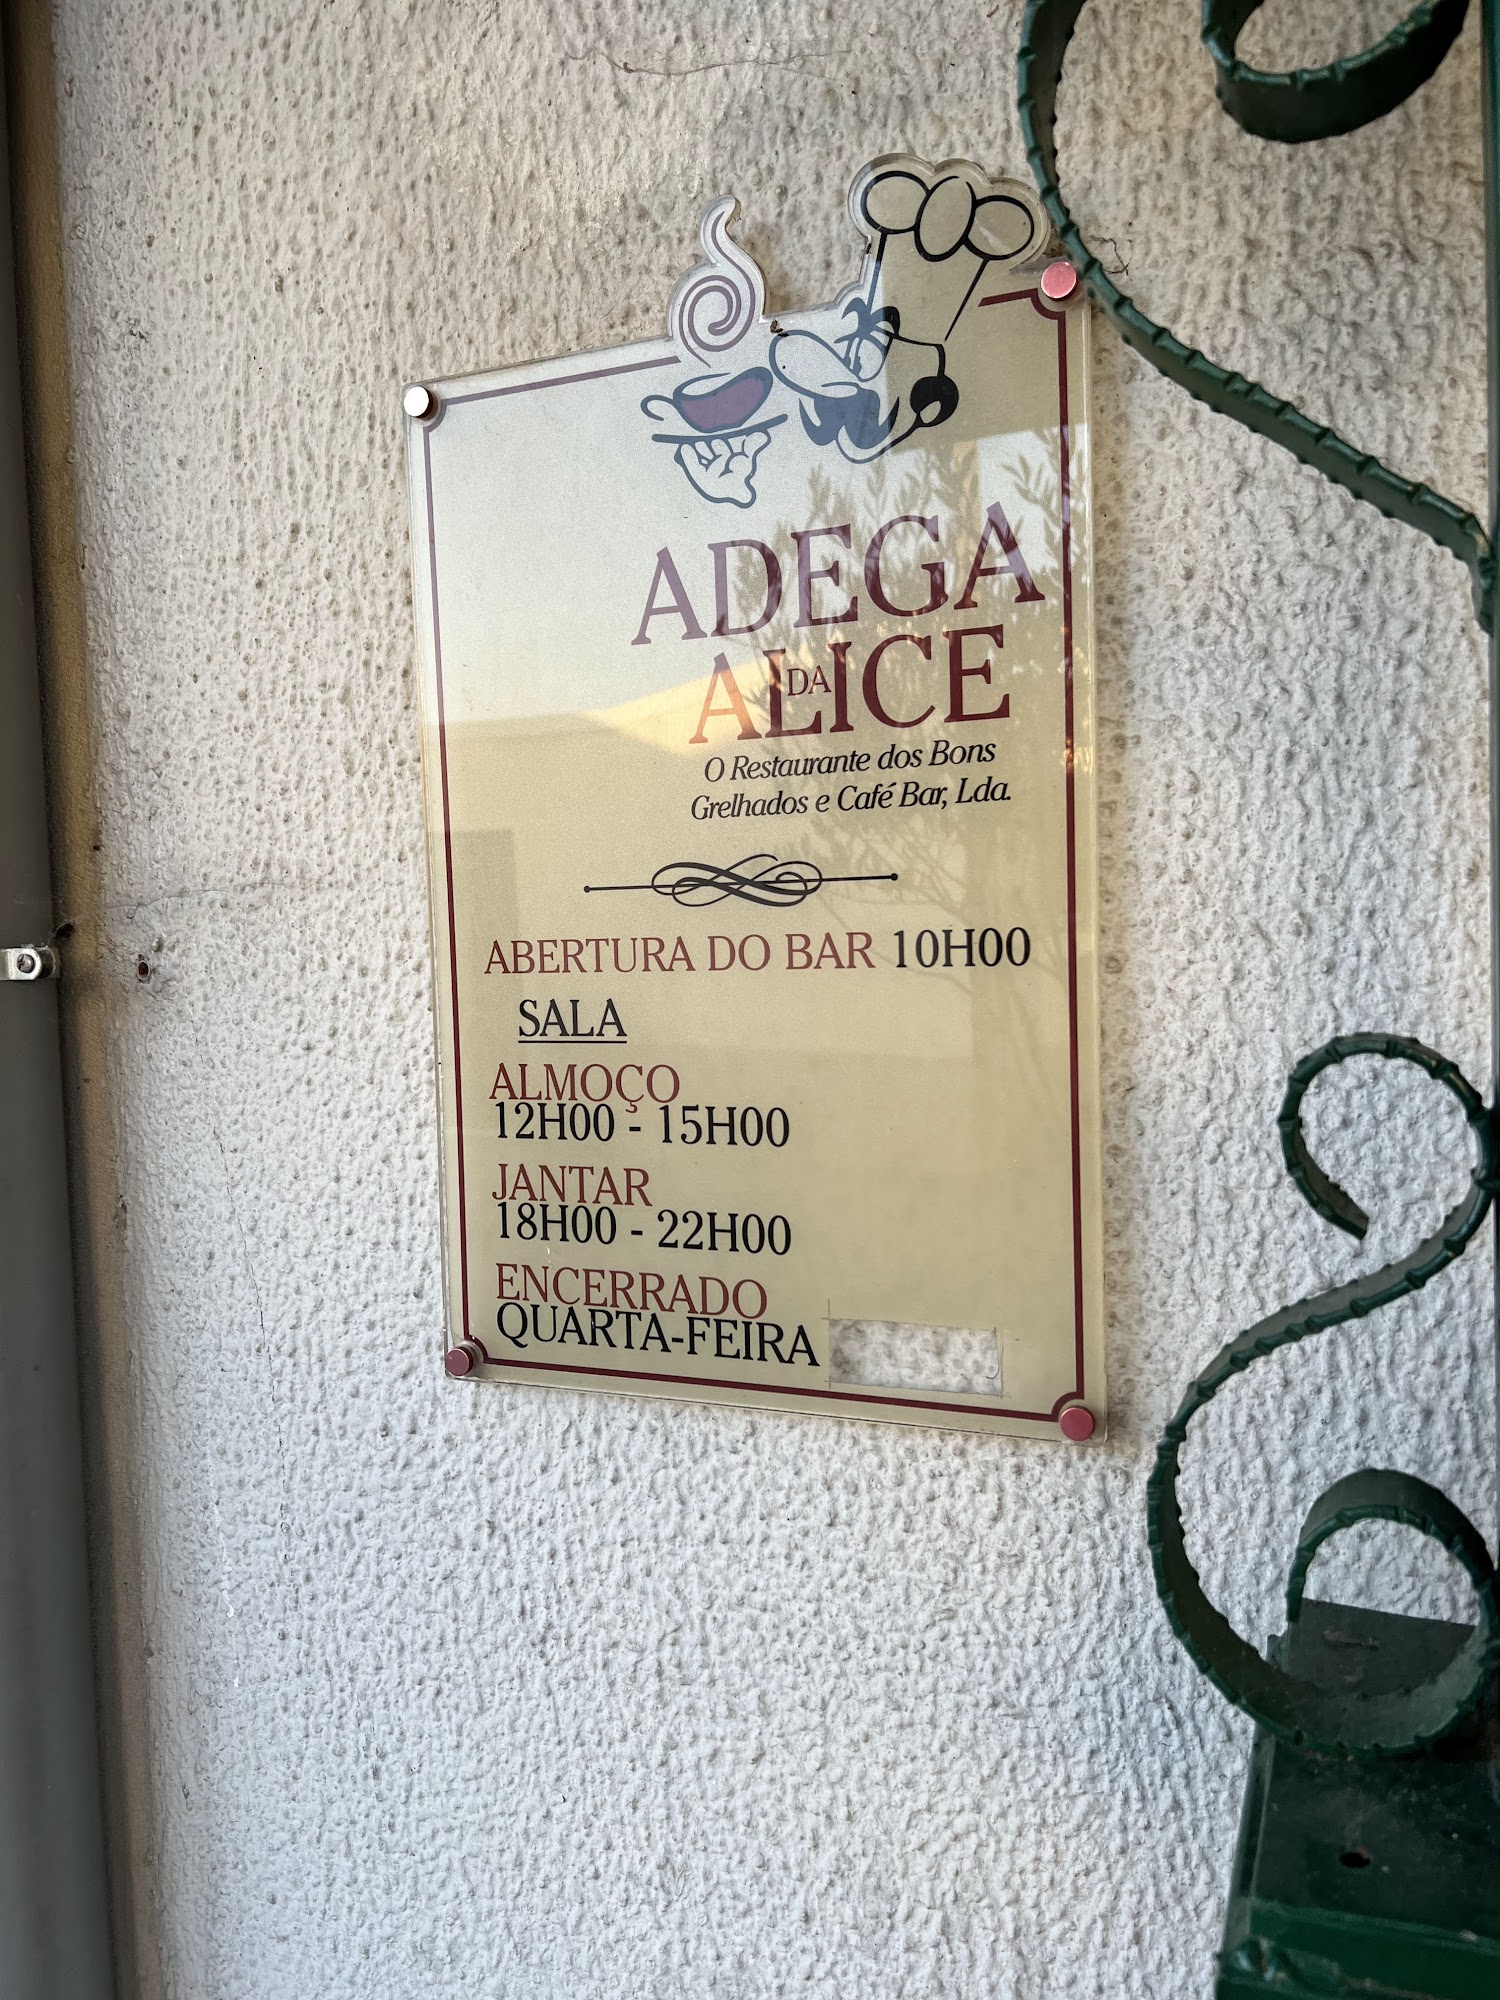 ADEGA
DA
ALICE
O Restaurante dos Bons
Grelhados e Café Bar, Lda.
ABERTURA DO BAR 10H00
SALA
ALMOÇO
12H00 - 15H00
JANTAR
18H00 - 22H00
ENCERRADO
QUARTA-FEIRA